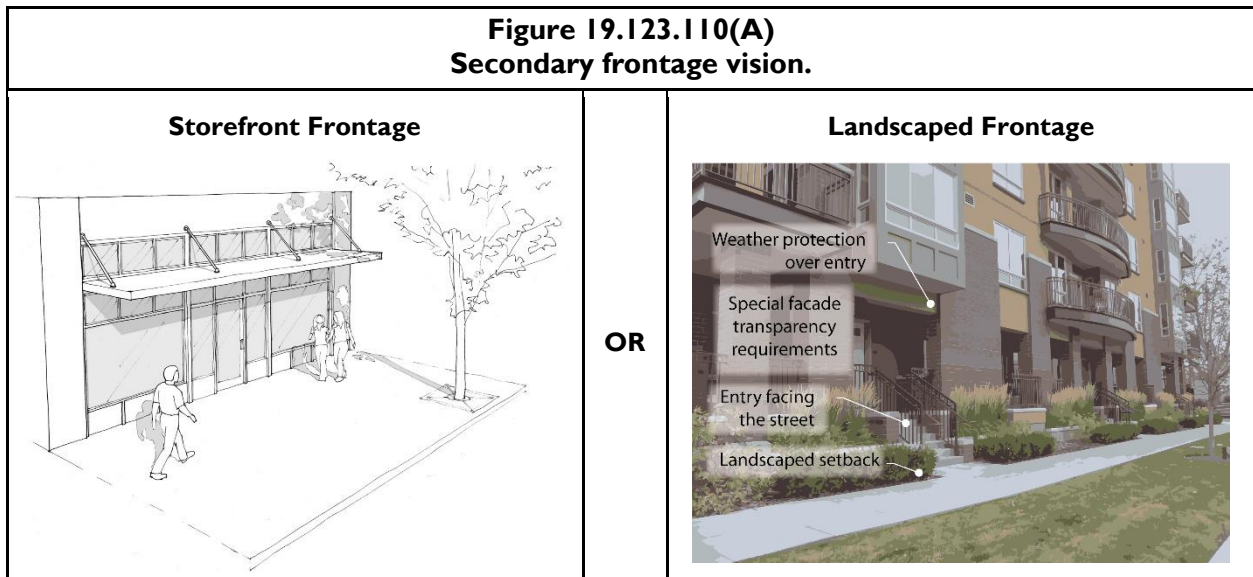 Figure 19.123.110(A)
Secondary frontage vision.
Storefront Frontage
OR
Landscaped Frontage
Weather protection
over entry
Special facade
transparency
requirements
Entry facing
the street
Landscaped setback